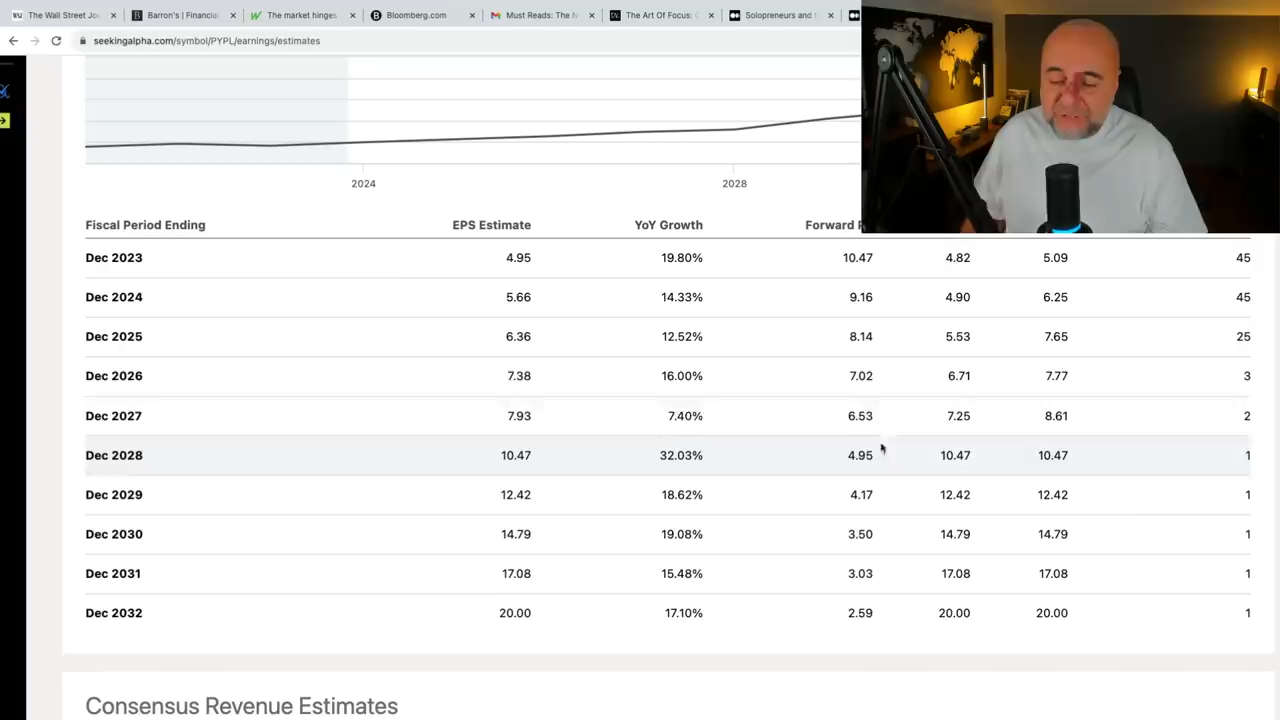 The Wall Street Jou
Barron's | Financial
The market hinges
Bloomberg.com
Must Reads: The N
The Art Of Focus: C
Solopreneurs and t
seekingalpha.com/symbol/PYPL/earnings/estimates
2024 2028
Fiscal Period Ending EPS Estimate YoY Growth Forward
Dec 2023 4.95 19.80% 10.47 4.82 5.09 45
Dec 2024 5.66 14.33% 9.16 4.90 6.25 45
Dec 2025 6.36 12.52% 8.14 5.53 7.65 25
Dec 2026 7.38 16.00% 7.02 6.71 7.77 3
Dec 2027 7.93 7.40% 6.53 7.25 8.61 2
Dec 2028 10.47 32.03% 4.95 10.47 10.47 1
Dec 2029 12.42 18.62% 4.17 12.42 12.42 1
Dec 2030 14.79 19.08% 3.50 14.79 14.79 1
Dec 2031 17.08 15.48% 3.03 17.08 17.08 1
Dec 2032 20.00 17.10% 2.59 20.00 20.00 1
Consensus Revenue Estimates